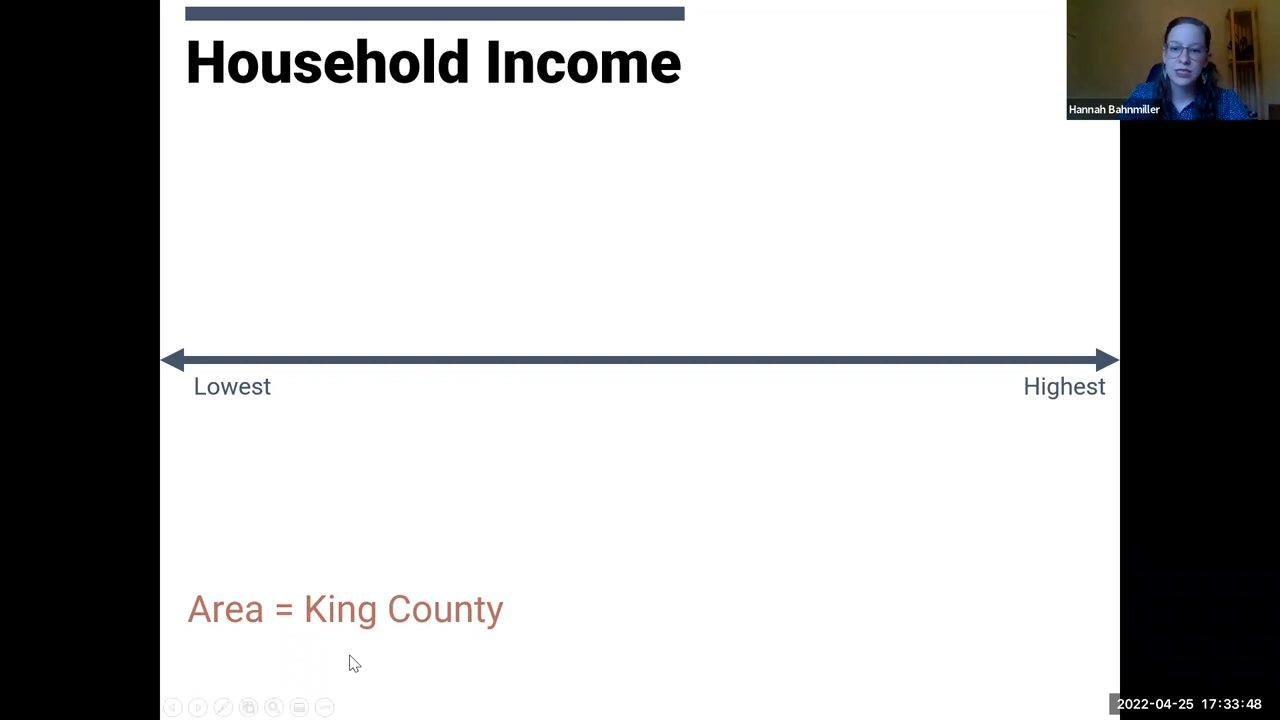 Household Income
Hannah Bahnmiller
Lowest
Highest
Area = King County
2022-04-25 17:33:48